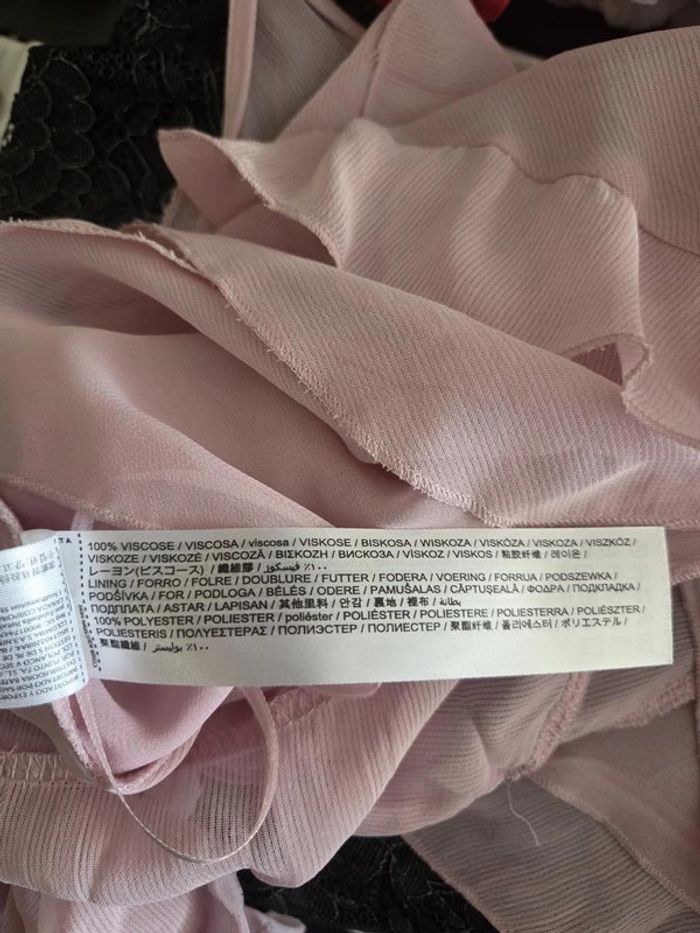 100% VISCOSE / VISCOSA / viscosa / VISKOSE / BISKOSA / WISKOZA / VISKÓZA / VISKOZA / VISZKÓZ /
VISKOZE / VISKOZĖ / VISCOZĂ / ΒΙΣΚΟΖΗ / ВИСКОЗА / VİSKOZ / VISKOS / 粘胶纤维 / 레이온 /
レーヨン(ビスコース) / 纖維膠 / ١٠٠٪ فيسكوز
LINING / FORRO / FOLRE / DOUBLURE / FUTTER / FODERA / VOERING / FORRUA / PODSZEWKA /
PODŠÍVKA / FOR / PODLOGA / BÉLÉS / ODERE / PAMUŠALAS / CĂPTUȘEALĂ / ΦΟΔΡΑ / ПОДКЛАДКА /
ПОДПЛАТА / ASTAR / LAPISAN / 其他里料 / 안감 / 裏地 / 裡布 / بطانة
100% POLYESTER / POLIESTER / poliéster / POLIÉSTER / POLIESTERE / POLIESTERRA / POLIÉSZTER /
POLIESTERIS / ΠΟΛΥΕΣΤΕΡΑΣ / ПОЛИЭСТЕР / ПОЛИЕСТЕР / 聚酯纤维 / 폴리에스터 / ポリエステル /
聚酯纖維 / ١٠٠٪ بوليستر